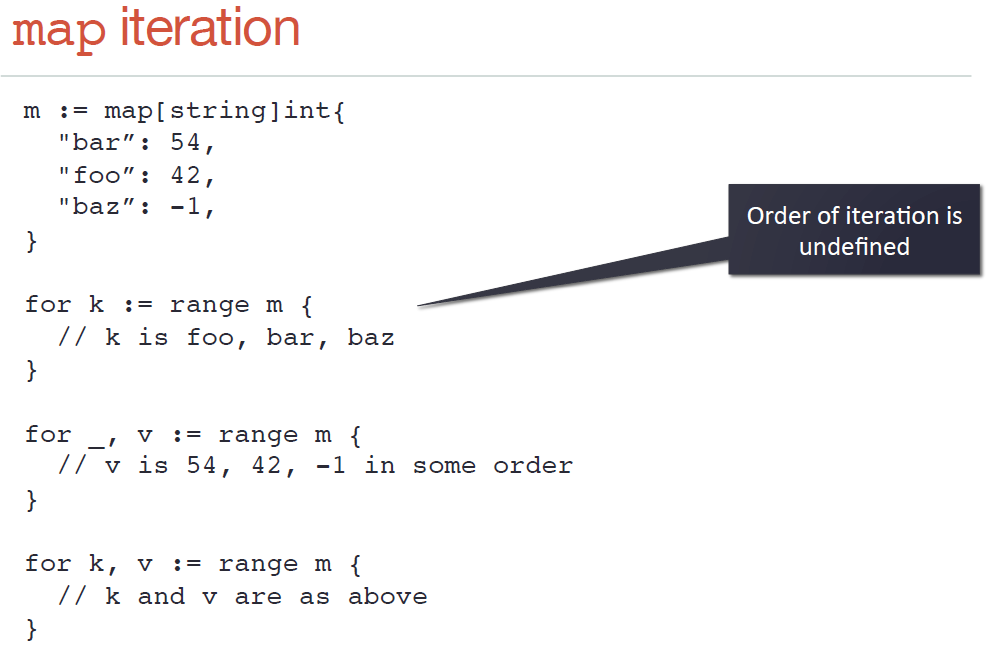 map iteration
m := map[string]int{
"bar”: 54,
"foo”: 42,
"baz”: -1,
}
Order of iteration is
undefined
for k := range m {
// k is foo, bar, baz
}
for _, v := range m {
// v is 54, 42, -1 in some order
}
for k, v := range m {
// k and v are as above
}